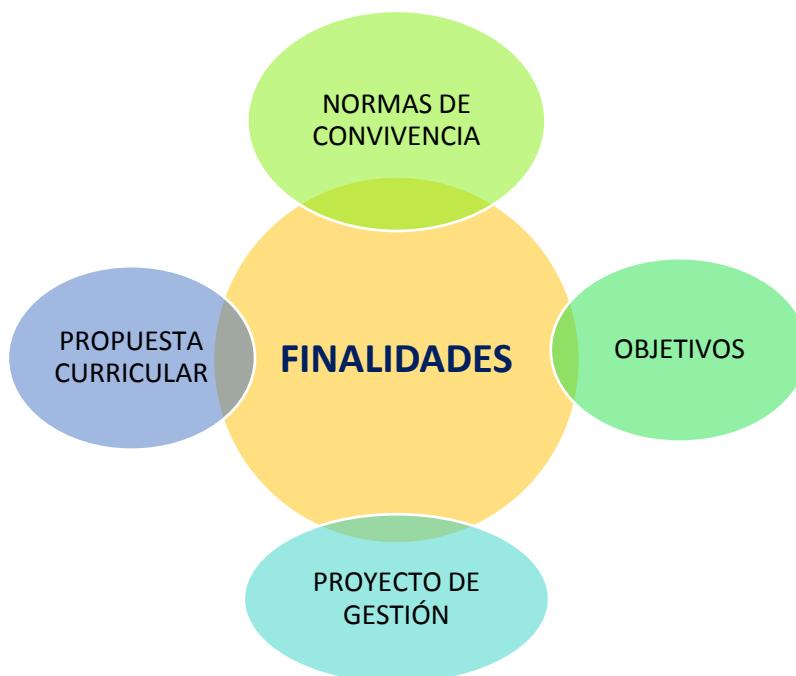 NORMAS DE
CONVIVENCIA
PROPUESTA
CURRICULAR
FINALIDADES
OBJETIVOS
PROYECTO DE
GESTIÓN